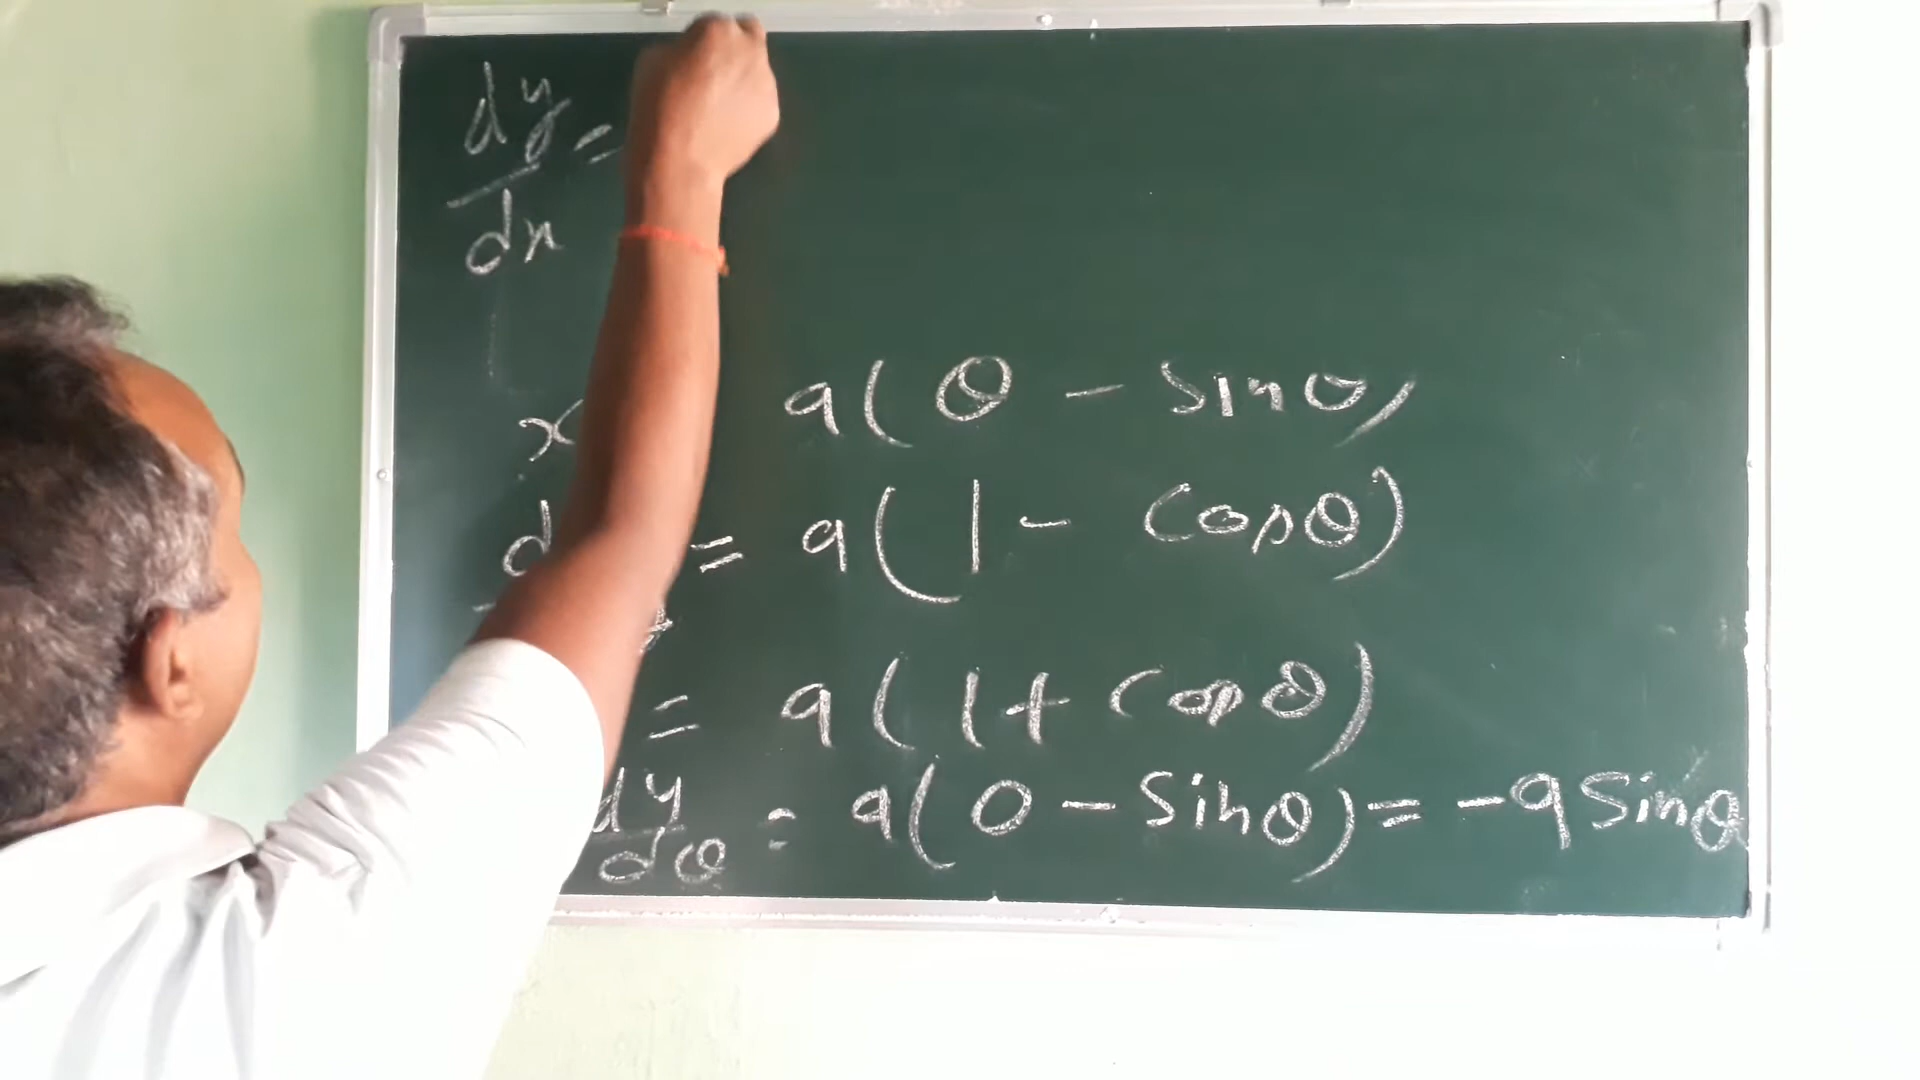 dy/dx =
x a(θ - sinθ)
d = a(1 - cosθ)
= a(1 + cosθ)
dy/dθ = a(0 - sinθ) = -a sinθ